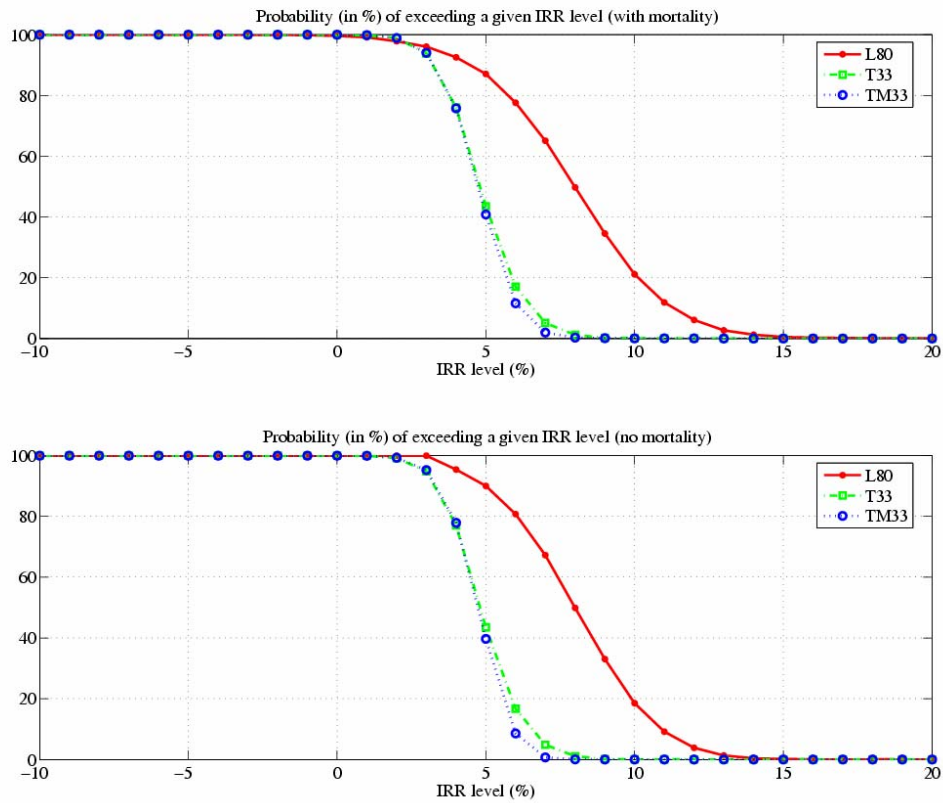 Probability (in %) of exceeding a given IRR level (with mortality)
100
80
60
40
20
0
L80
T33
TM33
−10 −5 0 5 10 15 20
IRR level (%)
Probability (in %) of exceeding a given IRR level (no mortality)
100
80
60
40
20
0
L80
T33
TM33
−10 −5 0 5 10 15 20
IRR level (%)